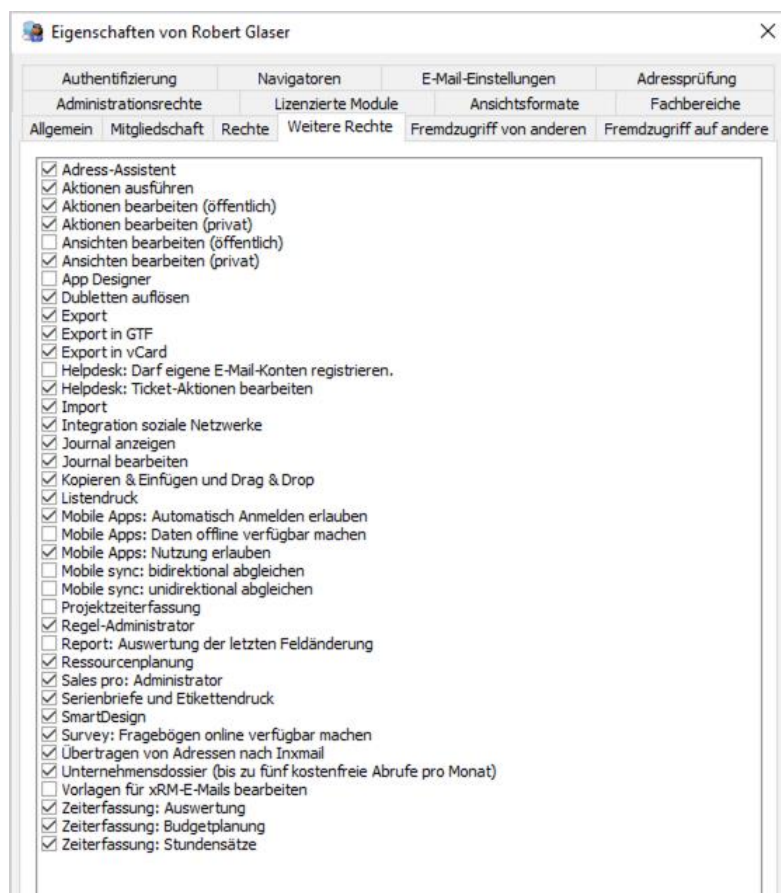 Eigenschaften von Robert Glaser
Authentifizierung Navigatoren E-Mail-Einstellungen Adressprüfung
Administrationsrechte Lizenzierte Module Ansichtsformate Fachbereiche
Allgemein Mitgliedschaft Rechte Weitere Rechte Fremdzugriff von anderen Fremdzugriff auf andere
Adress-Assistent
Aktionen ausführen
Aktionen bearbeiten (öffentlich)
Aktionen bearbeiten (privat)
Ansichten bearbeiten (öffentlich)
Ansichten bearbeiten (privat)
App Designer
Dubletten auflösen
Export
Export in GTF
Export in vCard
Helpdesk: Darf eigene E-Mail-Konten registrieren.
Helpdesk: Ticket-Aktionen bearbeiten
Import
Integration soziale Netzwerke
Journal anzeigen
Journal bearbeiten
Kopieren & Einfügen und Drag & Drop
Listendruck
Mobile Apps: Automatisch Anmelden erlauben
Mobile Apps: Daten offline verfügbar machen
Mobile Apps: Nutzung erlauben
Mobile sync: bidirektional abgleichen
Mobile sync: unidirektional abgleichen
Projektzeiterfassung
Regel-Administrator
Report: Auswertung der letzten Feldänderung
Ressourcenplanung
Sales pro: Administrator
Serienbriefe und Etikettendruck
SmartDesign
Survey: Fragebögen online verfügbar machen
Übertragen von Adressen nach Inxmail
Unternehmensdossier (bis zu fünf kostenfreie Abrufe pro Monat)
Vorlagen für xRM-E-Mails bearbeiten
Zeiterfassung: Auswertung
Zeiterfassung: Budgetplanung
Zeiterfassung: Stundensätze